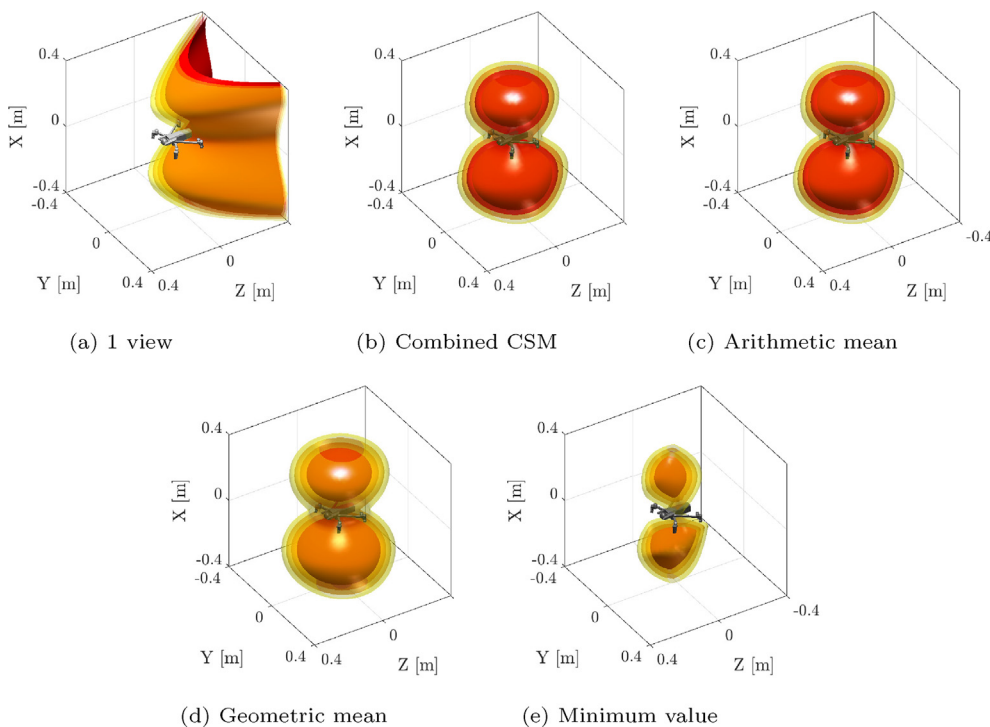 0.4
0
-0.4
X [m]
-0.4
0
0.4
Y [m]
0.4
0
Z [m]
(a) 1 view
0.4
0
-0.4
X [m]
-0.4
0
0.4
Y [m]
0.4
0
Z [m]
(b) Combined CSM
0.4
0
-0.4
X [m]
-0.4
0
0.4
Y [m]
0.4
0
-0.4
Z [m]
(c) Arithmetic mean
0.4
0
-0.4
X [m]
-0.4
0
0.4
Y [m]
0.4
0
Z [m]
(d) Geometric mean
0.4
0
-0.4
X [m]
-0.4
0
0.4
Y [m]
0.4
0
-0.4
Z [m]
(e) Minimum value